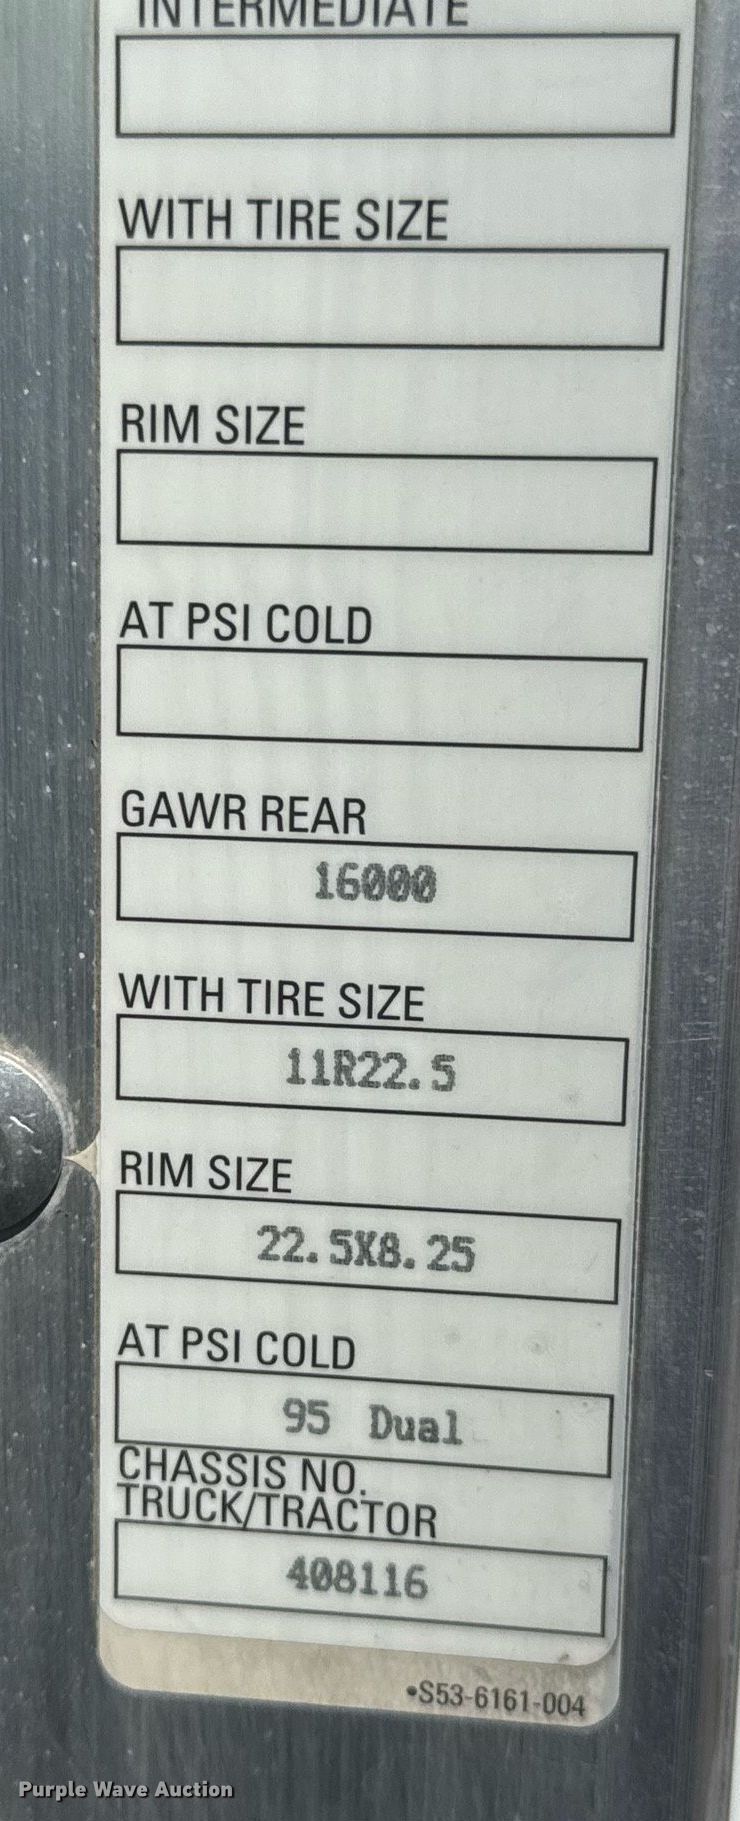 INTERMEDIATE
WITH TIRE SIZE
RIM SIZE
AT PSI COLD
GAWR REAR
16000
WITH TIRE SIZE
11R22.5
RIM SIZE
22.5X8.25
AT PSI COLD
95 Dual
CHASSIS NO.
TRUCK/TRACTOR
408116
•S53-6161-004
Purple Wave Auction